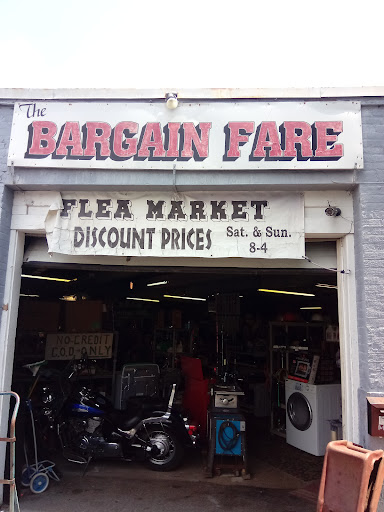 The
BARGAIN FARE
FLEA MARKET
DISCOUNT PRICES Sat. & Sun.
8-4
NO CREDIT
C.O.D. ONLY